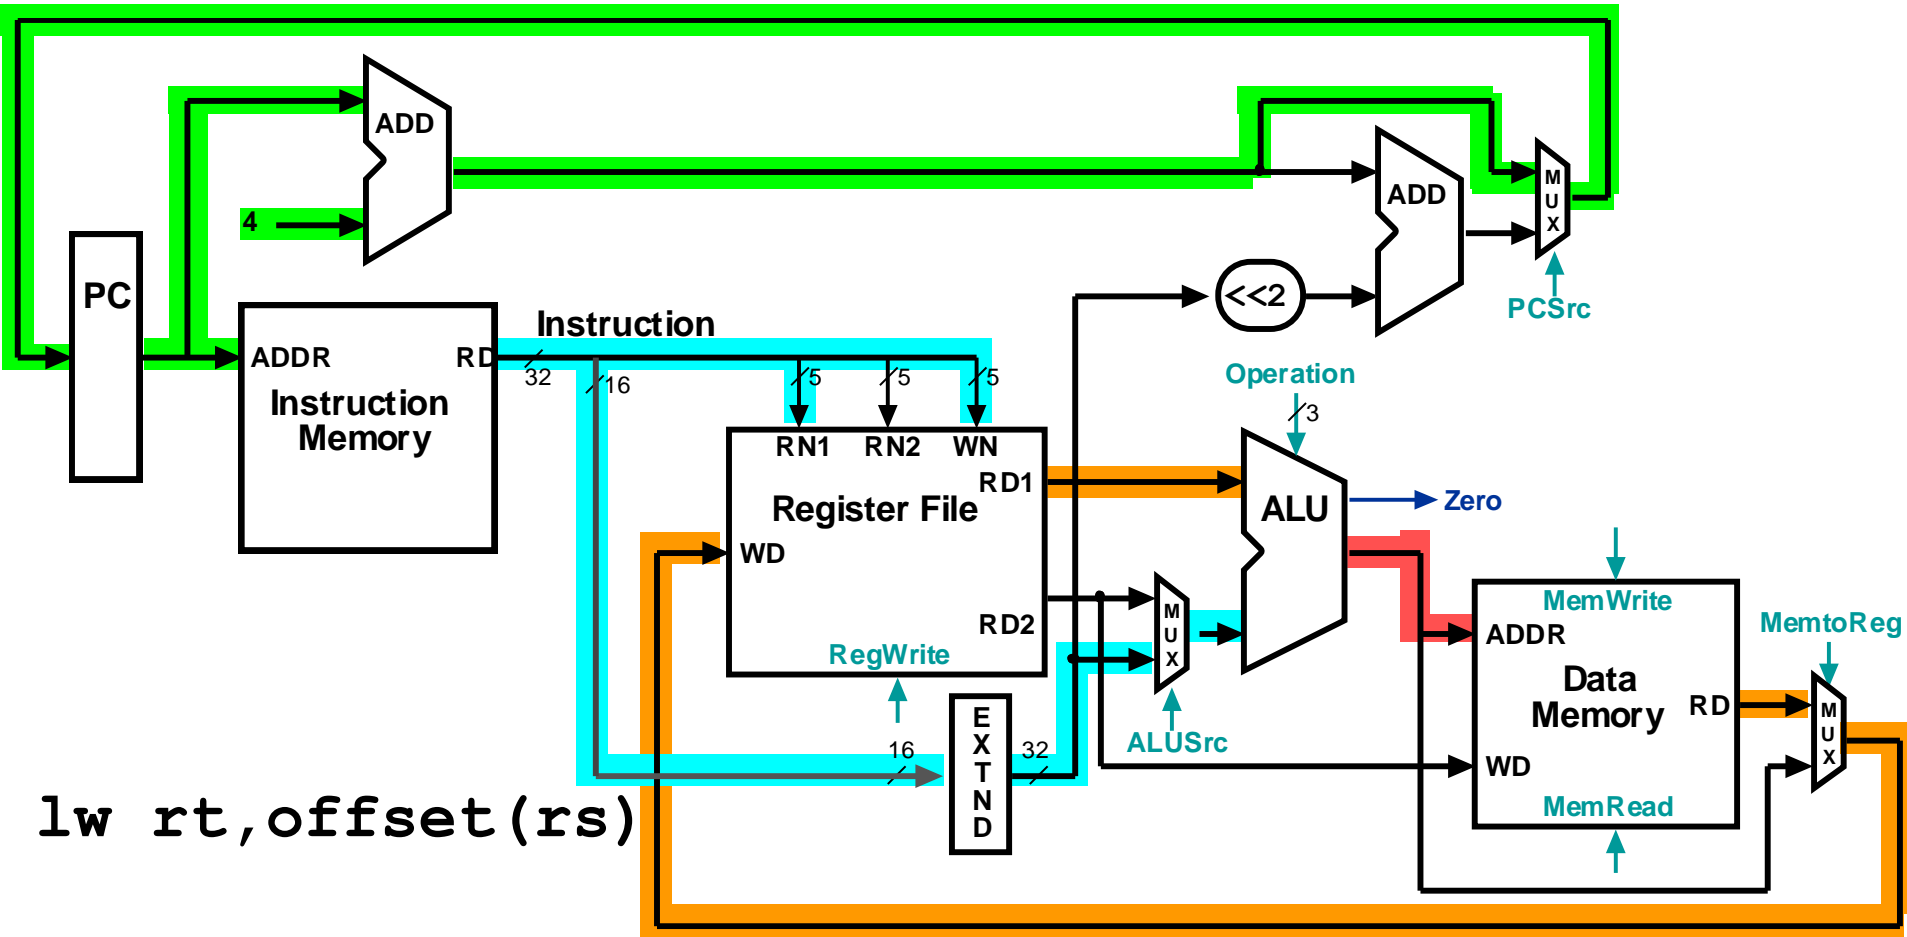 ADD
ADD
M
U
X
4
PC
<<2
PCSrc
Instruction
ADDR
RD
32
16
5
5
5
Instruction
Memory
Operation
3
RN1
RN2
WN
RD1
Register File
ALU
Zero
WD
RD2
RegWrite
M
U
X
ALUSrc
MemWrite
ADDR
MemtoReg
Data
Memory
RD
M
U
X
WD
MemRead
16
E
X
T
N
D
32
lw rt,offset(rs)